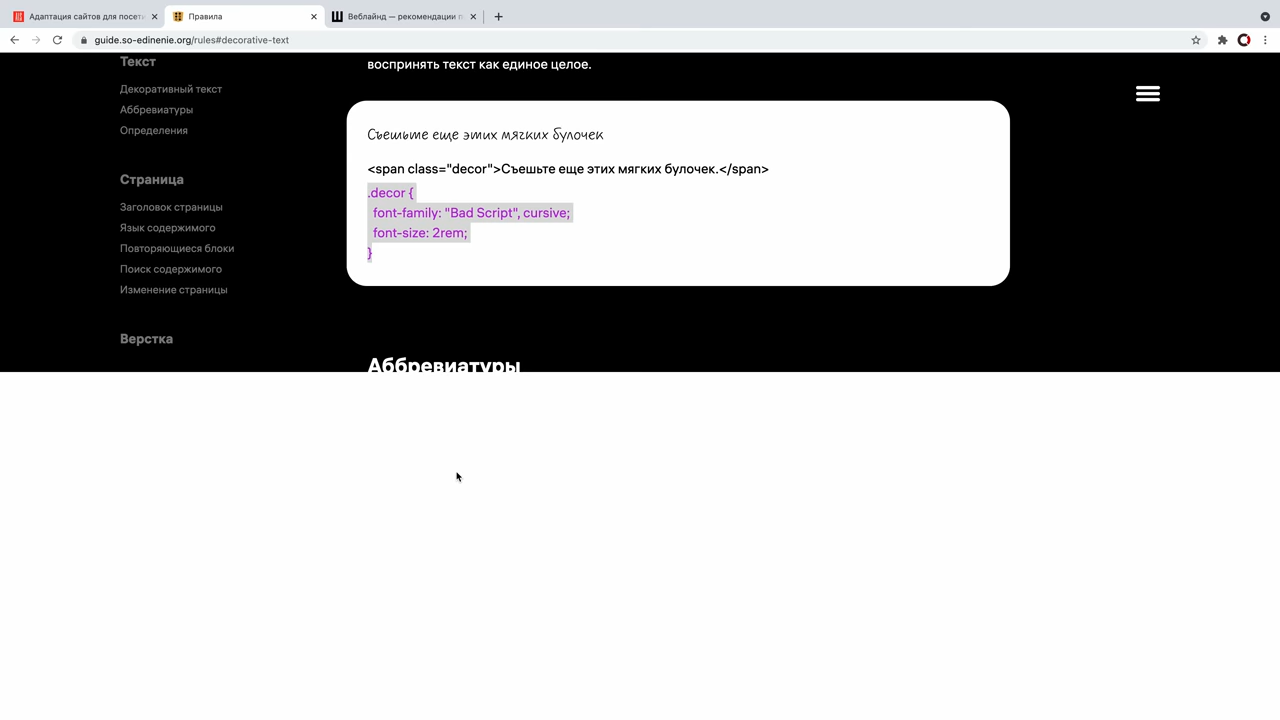 Адаптация сайтов для посети
Правила
Веблайнд — рекомендации п
guide.so-edinenie.org/rules#decorative-text
Текст
Декоративный текст
Аббревиатуры
Определения
Страница
Заголовок страницы
Язык содержимого
Повторяющиеся блоки
Поиск содержимого
Изменение страницы
Верстка
воспринять текст как единое целое.
Съешьте еще этих мягких булочек
<span class="decor">Съешьте еще этих мягких булочек.</span>
.decor {
font-family: "Bad Script", cursive;
font-size: 2rem;
}
Аббревиатуры